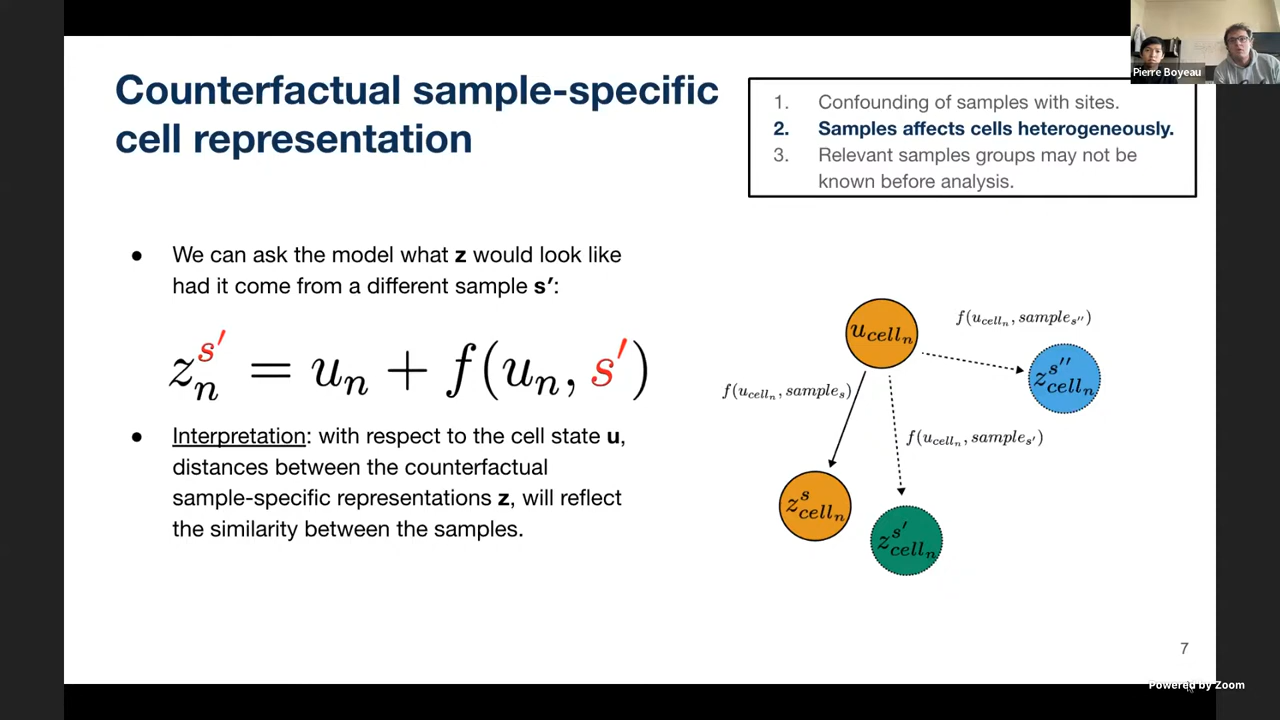 Counterfactual sample-specific
cell representation
1. Confounding of samples with sites.
2. Samples affects cells heterogeneously.
3. Relevant samples groups may not be
known before analysis.
Pierre Boyeau
● We can ask the model what z would look like
had it come from a different sample s′:
z_n^{s′} = u_n + f(u_n, s′)
● Interpretation: with respect to the cell state u,
distances between the counterfactual
sample-specific representations z, will reflect
the similarity between the samples.
u_{cell_n}
f(u_{cell_n}, sample_{s′′})
z_{cell_n}^{s′′}
f(u_{cell_n}, sample_s)
f(u_{cell_n}, sample_{s′})
z_{cell_n}^{s}
z_{cell_n}^{s′}
7
Powered by Zoom